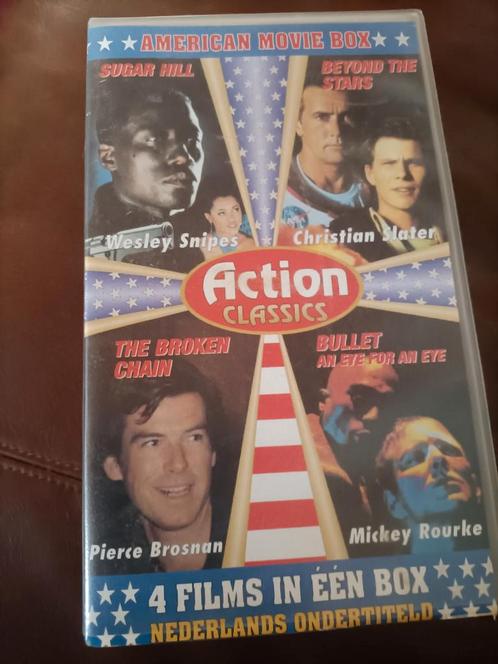 AMERICAN MOVIE BOX
SUGAR HILL
Wesley Snipes
BEYOND THE
STARS
Christian Slater
Action
CLASSICS
THE BROKEN
CHAIN
Pierce Brosnan
BULLET
AN EYE FOR AN EYE
Mickey Rourke
4 FILMS IN ÉÉN BOX
NEDERLANDS ONDERTITELD